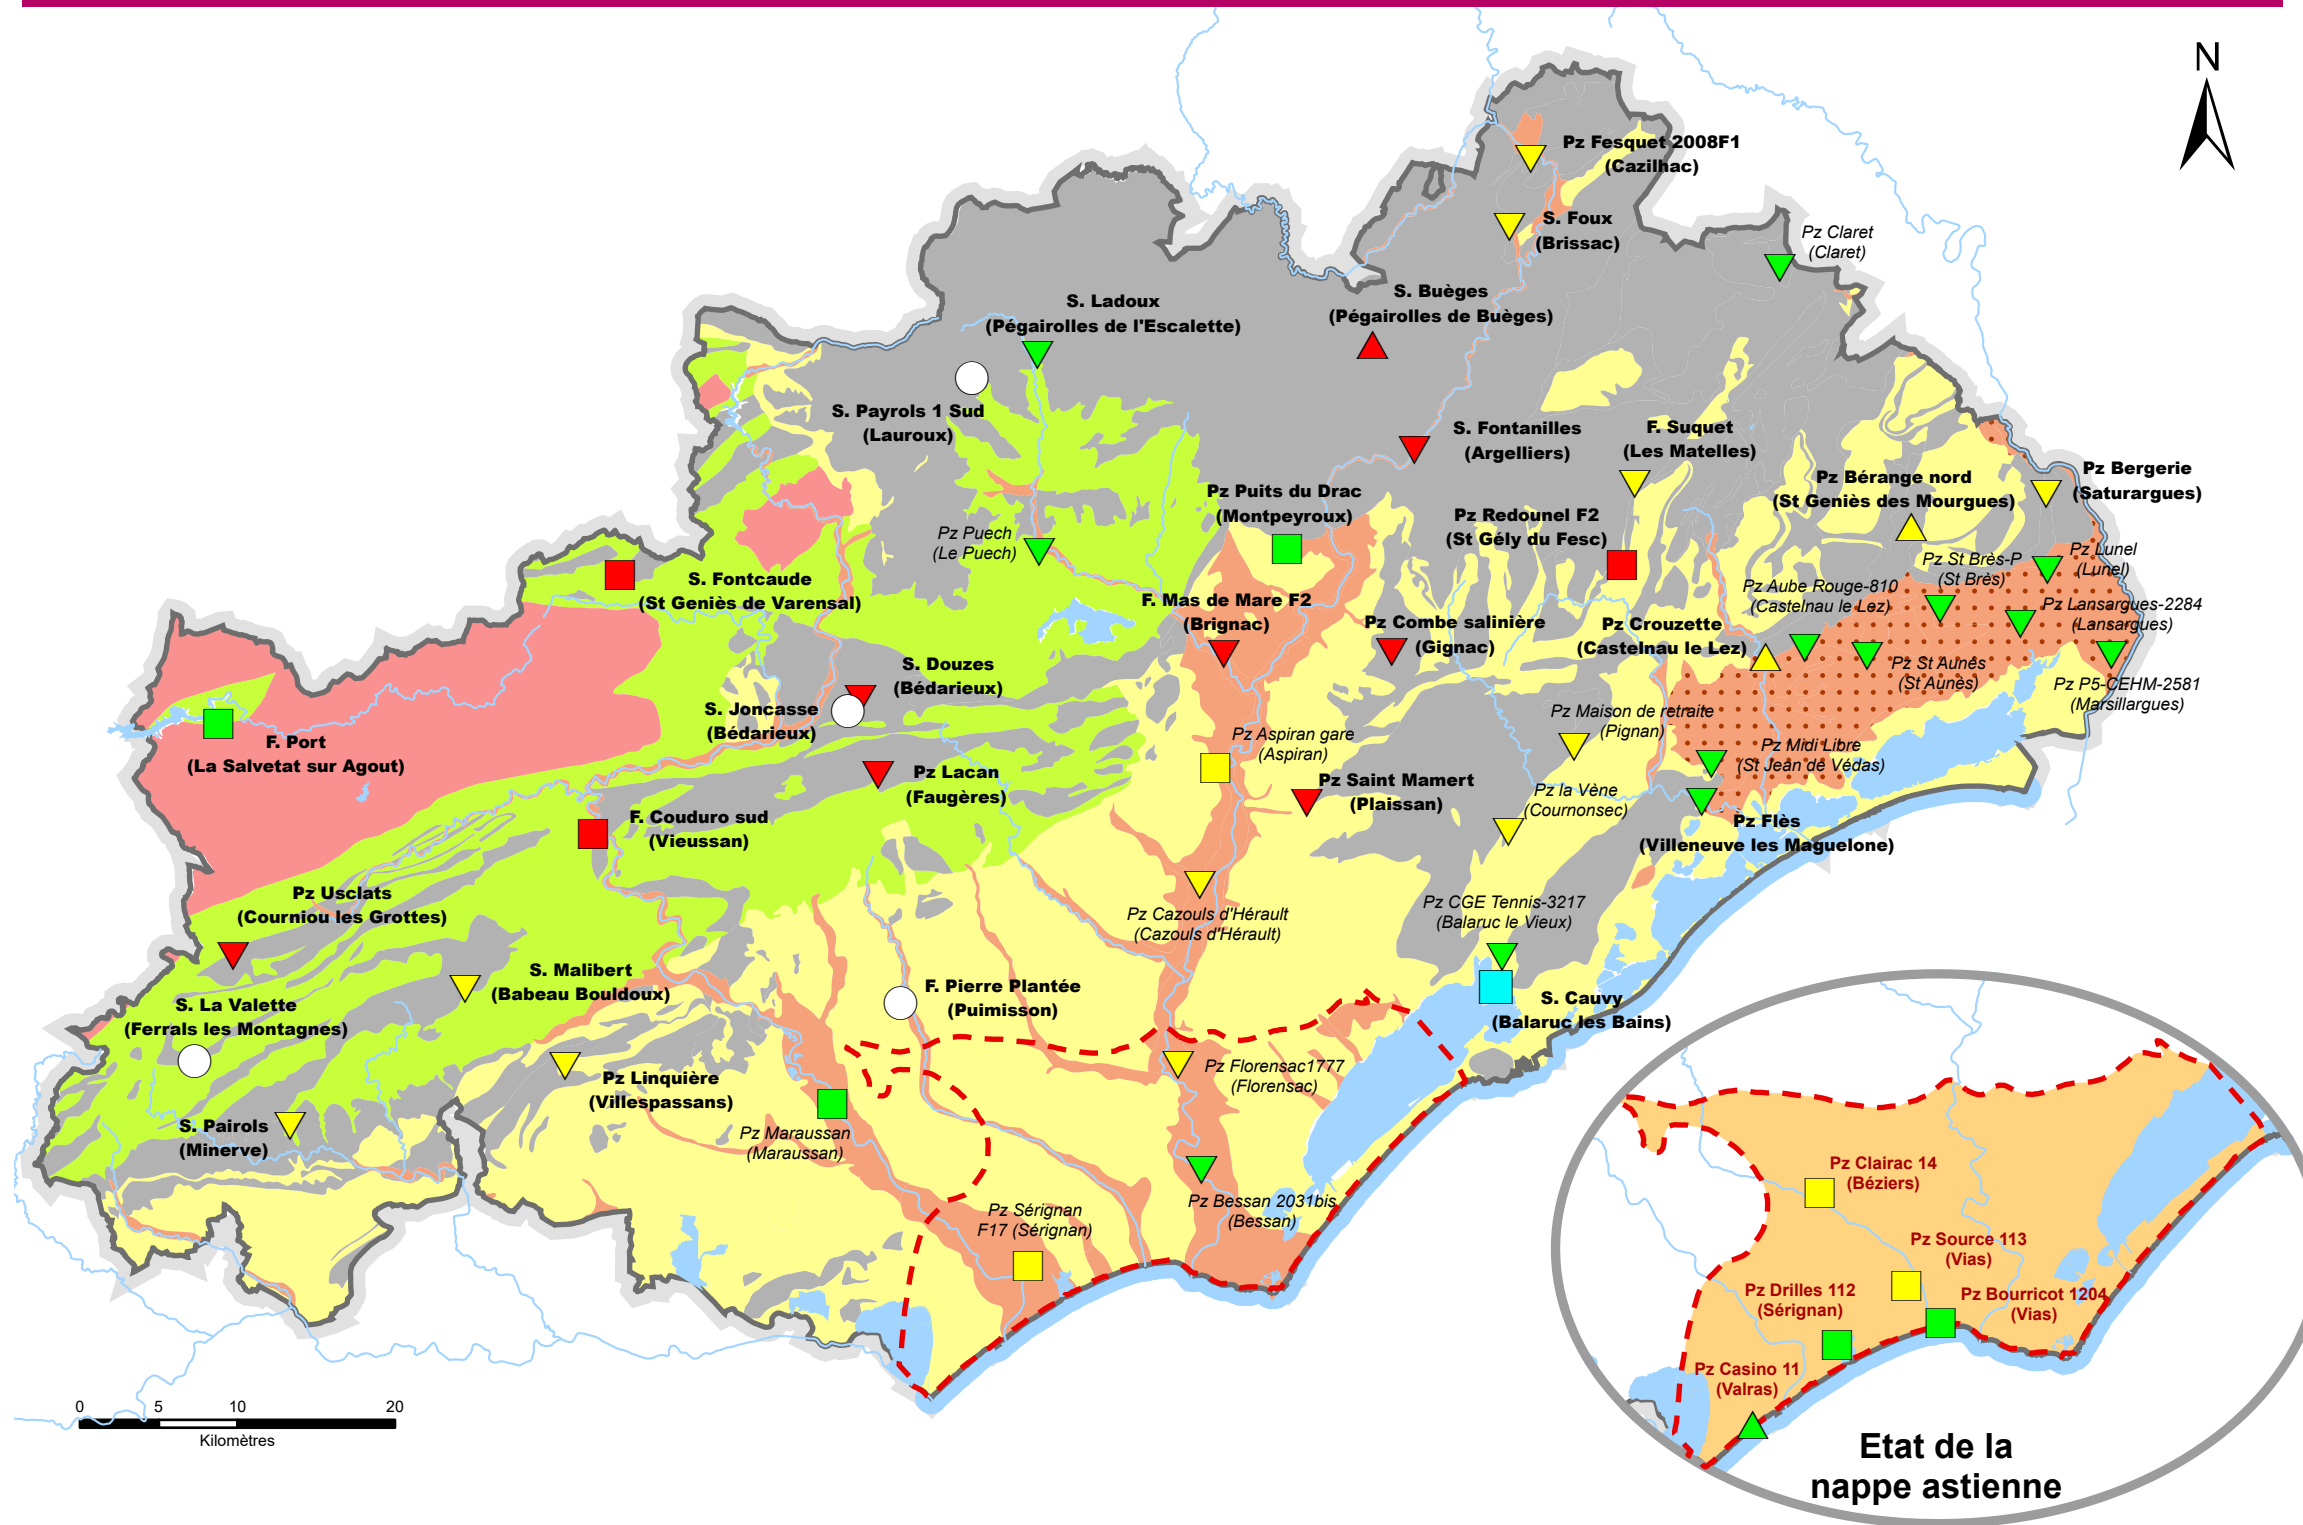 N
Pz Fesquet 2008F1
(Cazilhac)
S. Foux
(Brissac)
Pz Claret
(Claret)
S. Ladoux
(Pégairolles de l'Escalette)
S. Buèges
(Pégairolles de Buèges)
S. Payrols 1 Sud
(Lauroux)
S. Fontanilles
(Argelliers)
F. Suquet
(Les Matelles)
Pz Bérange nord
(St Geniès des Mourgues)
Pz Bergerie
(Saturargues)
Pz Puits du Drac
(Montpeyroux)
Pz Redounel F2
(St Gély du Fesc)
Pz Puech
(Le Puech)
Pz St Brès-P
(St Brès)
Pz Lunel
(Lunel)
S. Fontcaude
(St Geniès de Varensal)
Pz Aube Rouge-810
(Castelnau le Lez)
F. Mas de Mare F2
(Brignac)
Pz Lansargues-2284
(Lansargues)
Pz Combe salinière
(Gignac)
Pz Crouzette
(Castelnau le Lez)
S. Douzes
(Bédarieux)
Pz St Aunés
(St Aunès)
Pz P5-CEHM-2581
(Marsillargues)
S. Joncasse
(Bédarieux)
Pz Maison de retraite
(Pignan)
F. Port
(La Salvetat sur Agout)
Pz Aspiran gare
(Aspiran)
Pz Midi Libre
(St Jean de Védas)
Pz Lacan
(Faugères)
Pz Saint Mamert
(Plaissan)
Pz la Vène
(Cournonsec)
F. Couduro sud
(Vieussan)
Pz Flès
(Villeneuve les Maguelone)
Pz Usclats
(Courniou les Grottes)
Pz Cazouls d'Hérault
(Cazouls d'Hérault)
Pz CGE Tennis-3217
(Balaruc le Vieux)
S. Malibert
(Babeau Bouldoux)
F. Pierre Plantée
(Puimisson)
S. Cauvy
(Balaruc les Bains)
S. La Valette
(Ferrals les Montagnes)
Pz Linquière
(Villespassans)
Pz Florensac1777
(Florensac)
S. Pairols
(Minerve)
Pz Maraussan
(Maraussan)
Pz Sérignan
F17 (Sérignan)
Pz Bessan 2031bis
(Bessan)
Pz Clairac 14
(Béziers)
Pz Source 113
(Vias)
Pz Drilles 112
(Sérignan)
Pz Bourricot 1204
(Vias)
Pz Casino 11
(Valras)
Etat de la
nappe astienne
0 5 10 20
Kilomètres